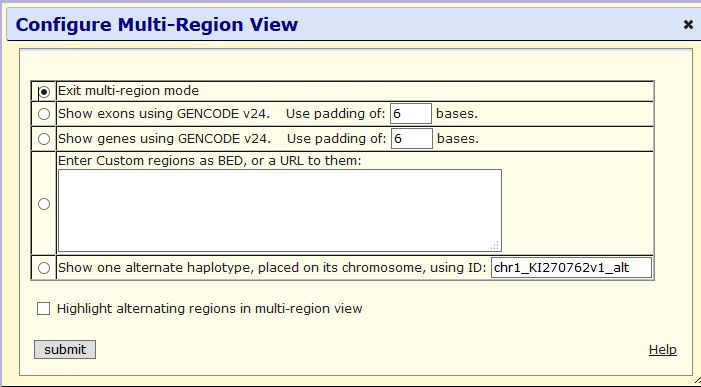 Configure Multi-Region View
Exit multi-region mode
Show exons using GENCODE v24. Use padding of: 6 bases.
Show genes using GENCODE v24. Use padding of: 6 bases.
Enter Custom regions as BED, or a URL to them:
Show one alternate haplotype, placed on its chromosome, using ID: chr1_KI270762v1_alt
Highlight alternating regions in multi-region view
submit Help